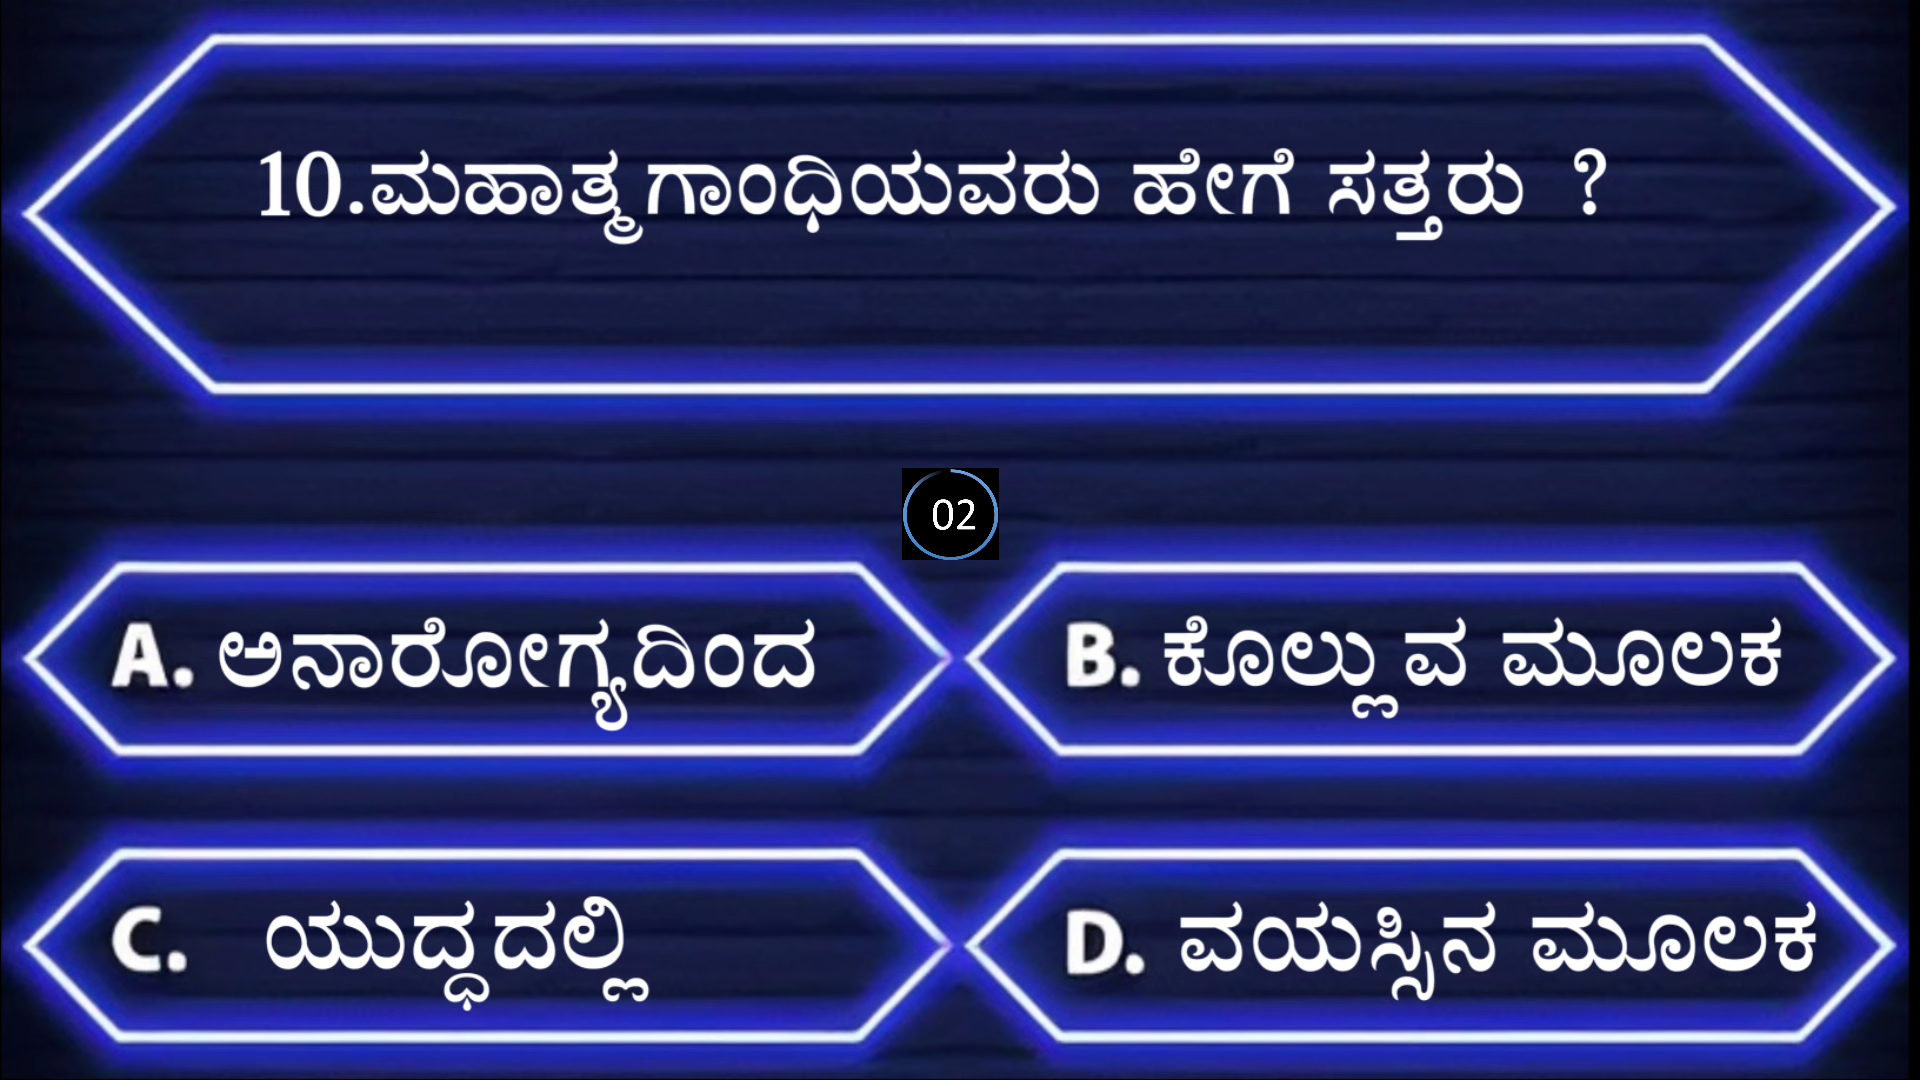 10.ಮಹಾತ್ಮ ಗಾಂಧಿಯವರು ಹೇಗೆ ಸತ್ತರು ?
02
A. ಅನಾರೋಗ್ಯದಿಂದ
B. ಕೊಲ್ಲುವ ಮೂಲಕ
C. ಯುದ್ಧದಲ್ಲಿ
D. ವಯಸ್ಸಿನ ಮೂಲಕ